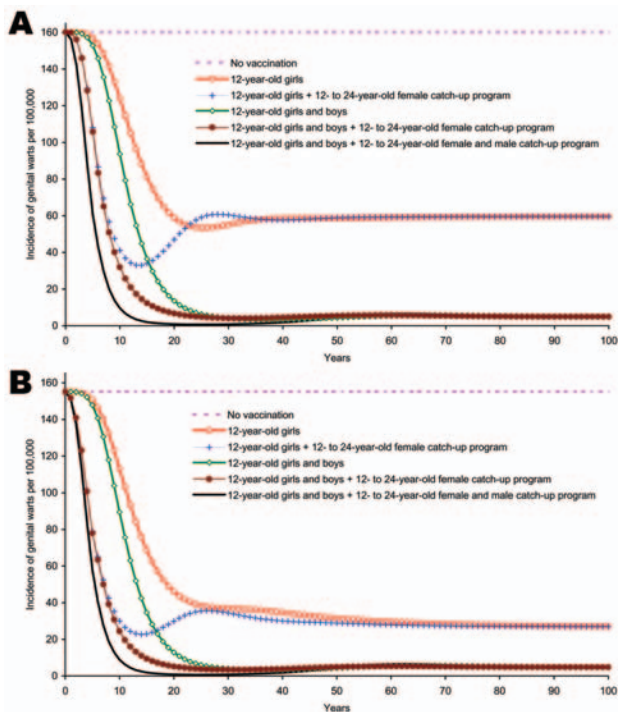 A
160
140
120
100
80
60
40
20
0
Incidence of genital warts per 100,000
No vaccination
12-year-old girls
12-year-old girls + 12- to 24-year-old female catch-up program
12-year-old girls and boys
12-year-old girls and boys + 12- to 24-year-old female catch-up program
12-year-old girls and boys + 12- to 24-year-old female and male catch-up program
0 10 20 30 40 50 60 70 80 90 100
Years
B
160
140
120
100
80
60
40
20
0
Incidence of genital warts per 100,000
No vaccination
12-year-old girls
12-year-old girls + 12- to 24-year-old female catch-up program
12-year-old girls and boys
12-year-old girls and boys + 12- to 24-year-old female catch-up program
12-year-old girls and boys + 12- to 24-year-old female and male catch-up program
0 10 20 30 40 50 60 70 80 90 100
Years